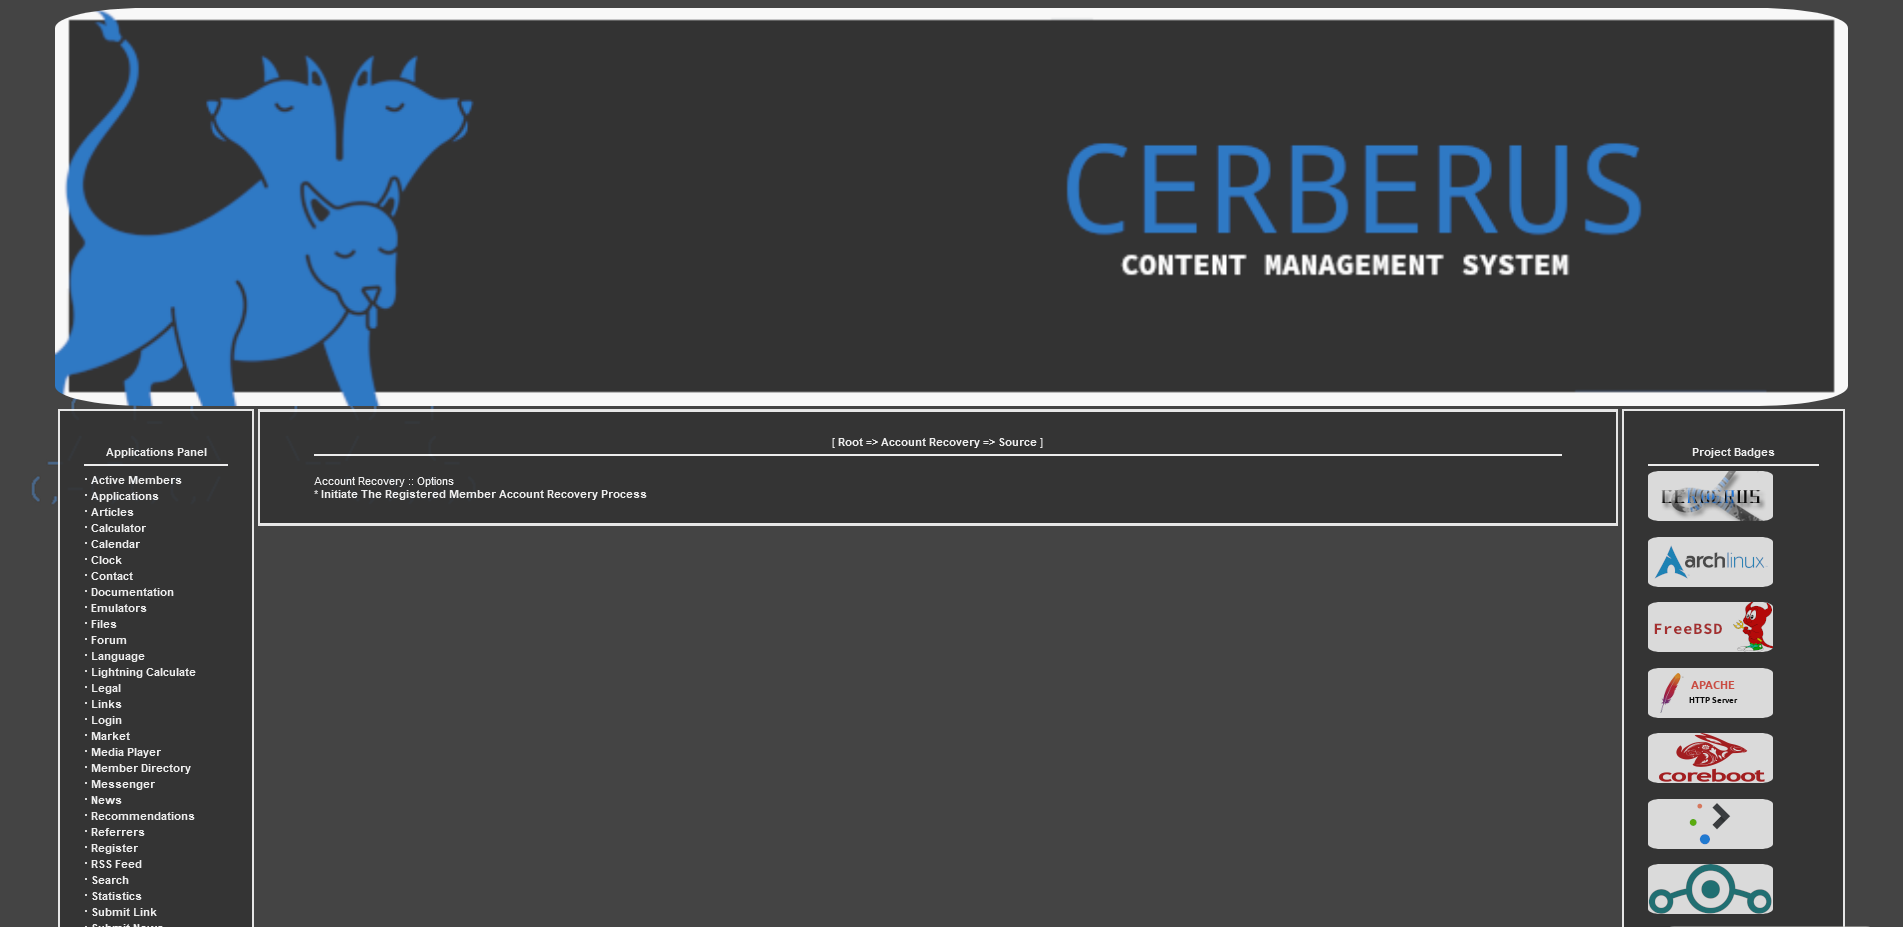 CERBERUS
CONTENT MANAGEMENT SYSTEM
Applications Panel
· Active Members
· Applications
· Articles
· Calculator
· Calendar
· Clock
· Contact
· Documentation
· Emulators
· Files
· Forum
· Language
· Lightning Calculate
· Legal
· Links
· Login
· Market
· Media Player
· Member Directory
· Messenger
· News
· Recommendations
· Referrers
· Register
· RSS Feed
· Search
· Statistics
· Submit Link
· Submit News
[ Root => Account Recovery => Source ]
Account Recovery :: Options
* Initiate The Registered Member Account Recovery Process
Project Badges
CERBERUS
archlinux
FreeBSD
APACHE
HTTP Server
coreboot